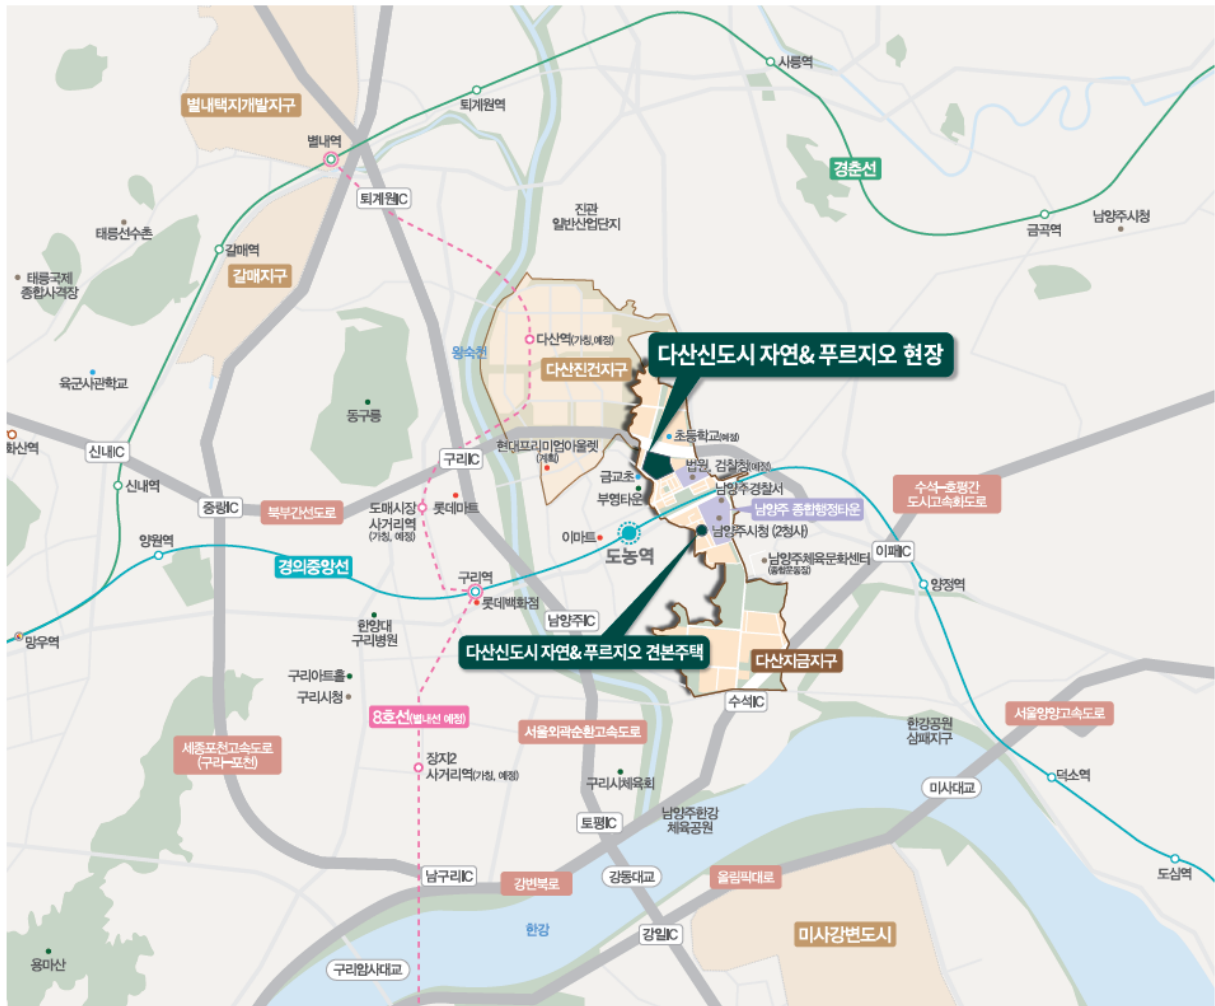 사릉역
퇴계원역
별내택지개발지구
별내역
경춘선
퇴계원IC
진관
일반산업단지
남양주시청
금곡역
태릉선수촌
갈매역
갈매지구
태릉국제
종합사격장
다산역(가칭,예정)
왕숙천
다산신도시 자연& 푸르지오 현장
다산진건지구
육군사관학교
동구릉
초등학교(예정)
화산역
신내IC
구리IC
현대프리미엄아울렛
(계획)
법원, 검찰청(예정)
금교초
부영타운
신내역
남양주경찰서
수석-호평간
도시고속화도로
중랑IC
북부간선도로
도매시장
사거리역
(가칭, 예정)
롯데마트
남양주 종합행정타운
남양주시청 (2청사)
양원역
이마트
도농역
이패IC
경의중앙선
남양주체육문화센터
(종합운동장)
구리역
양정역
롯데백화점
망우역
한양대
구리병원
남양주IC
다산신도시 자연& 푸르지오 견본주택
다산지금지구
구리아트홀
구리시청
수석IC
8호선(별내선 예정)
서울외곽순환고속도로
한강공원
삼패지구
서울양양고속도로
세종포천고속도로
(구리-포천)
장지2
사거리역(가칭, 예정)
구리시체육회
덕소역
미사대교
남양주한강
체육공원
토평IC
남구리IC
강변북로
강동대교
올림픽대로
도심역
한강
강일IC
미사강변도시
용마산
구리암사대교